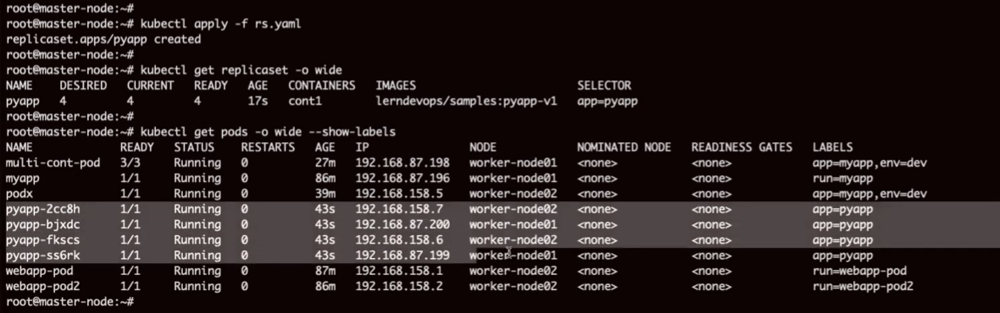 root@master-node:~#
root@master-node:~# kubectl apply -f rs.yaml
replicaset.apps/pyapp created
root@master-node:~#
root@master-node:~# kubectl get replicaset -o wide
NAME DESIRED CURRENT READY AGE CONTAINERS IMAGES SELECTOR
pyapp 4 4 4 17s cont1 lerndevops/samples:pyapp-v1 app=pyapp
root@master-node:~#
root@master-node:~# kubectl get pods -o wide --show-labels
NAME READY STATUS RESTARTS AGE IP NODE NOMINATED NODE READINESS GATES LABELS
multi-cont-pod 3/3 Running 0 27m 192.168.87.198 worker-node01 <none> <none> app=myapp,env=dev
myapp 1/1 Running 0 86m 192.168.87.196 worker-node01 <none> <none> run=myapp
podx 1/1 Running 0 39m 192.168.158.5 worker-node02 <none> <none> app=myapp,env=dev
pyapp-2cc8h 1/1 Running 0 43s 192.168.158.7 worker-node02 <none> <none> app=pyapp
pyapp-bjxdc 1/1 Running 0 43s 192.168.87.200 worker-node01 <none> <none> app=pyapp
pyapp-fkscs 1/1 Running 0 43s 192.168.158.6 worker-node02 <none> <none> app=pyapp
pyapp-ss6rk 1/1 Running 0 43s 192.168.87.199 worker-node01 <none> <none> app=pyapp
webapp-pod 1/1 Running 0 87m 192.168.158.1 worker-node02 <none> <none> run=webapp-pod
webapp-pod2 1/1 Running 0 86m 192.168.158.2 worker-node02 <none> <none> run=webapp-pod2
root@master-node:~#